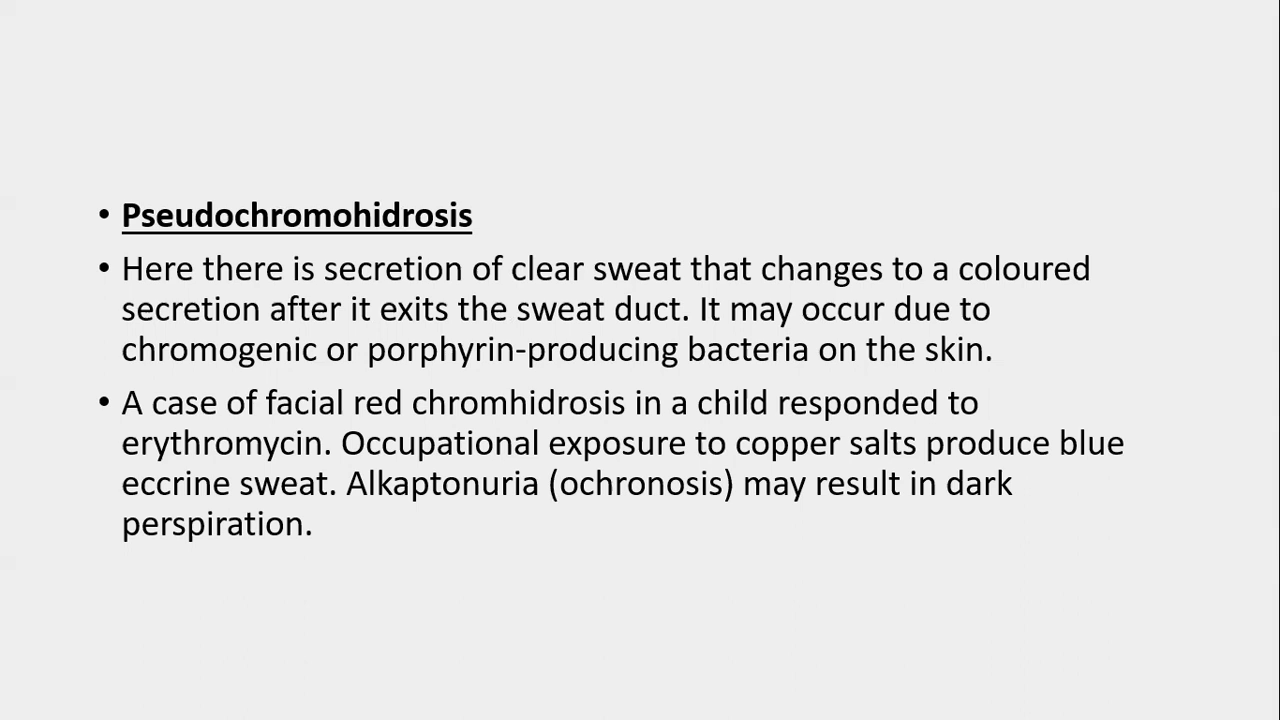 • Pseudochromohidrosis
• Here there is secretion of clear sweat that changes to a coloured
secretion after it exits the sweat duct. It may occur due to
chromogenic or porphyrin-producing bacteria on the skin.
• A case of facial red chromhidrosis in a child responded to
erythromycin. Occupational exposure to copper salts produce blue
eccrine sweat. Alkaptonuria (ochronosis) may result in dark
perspiration.